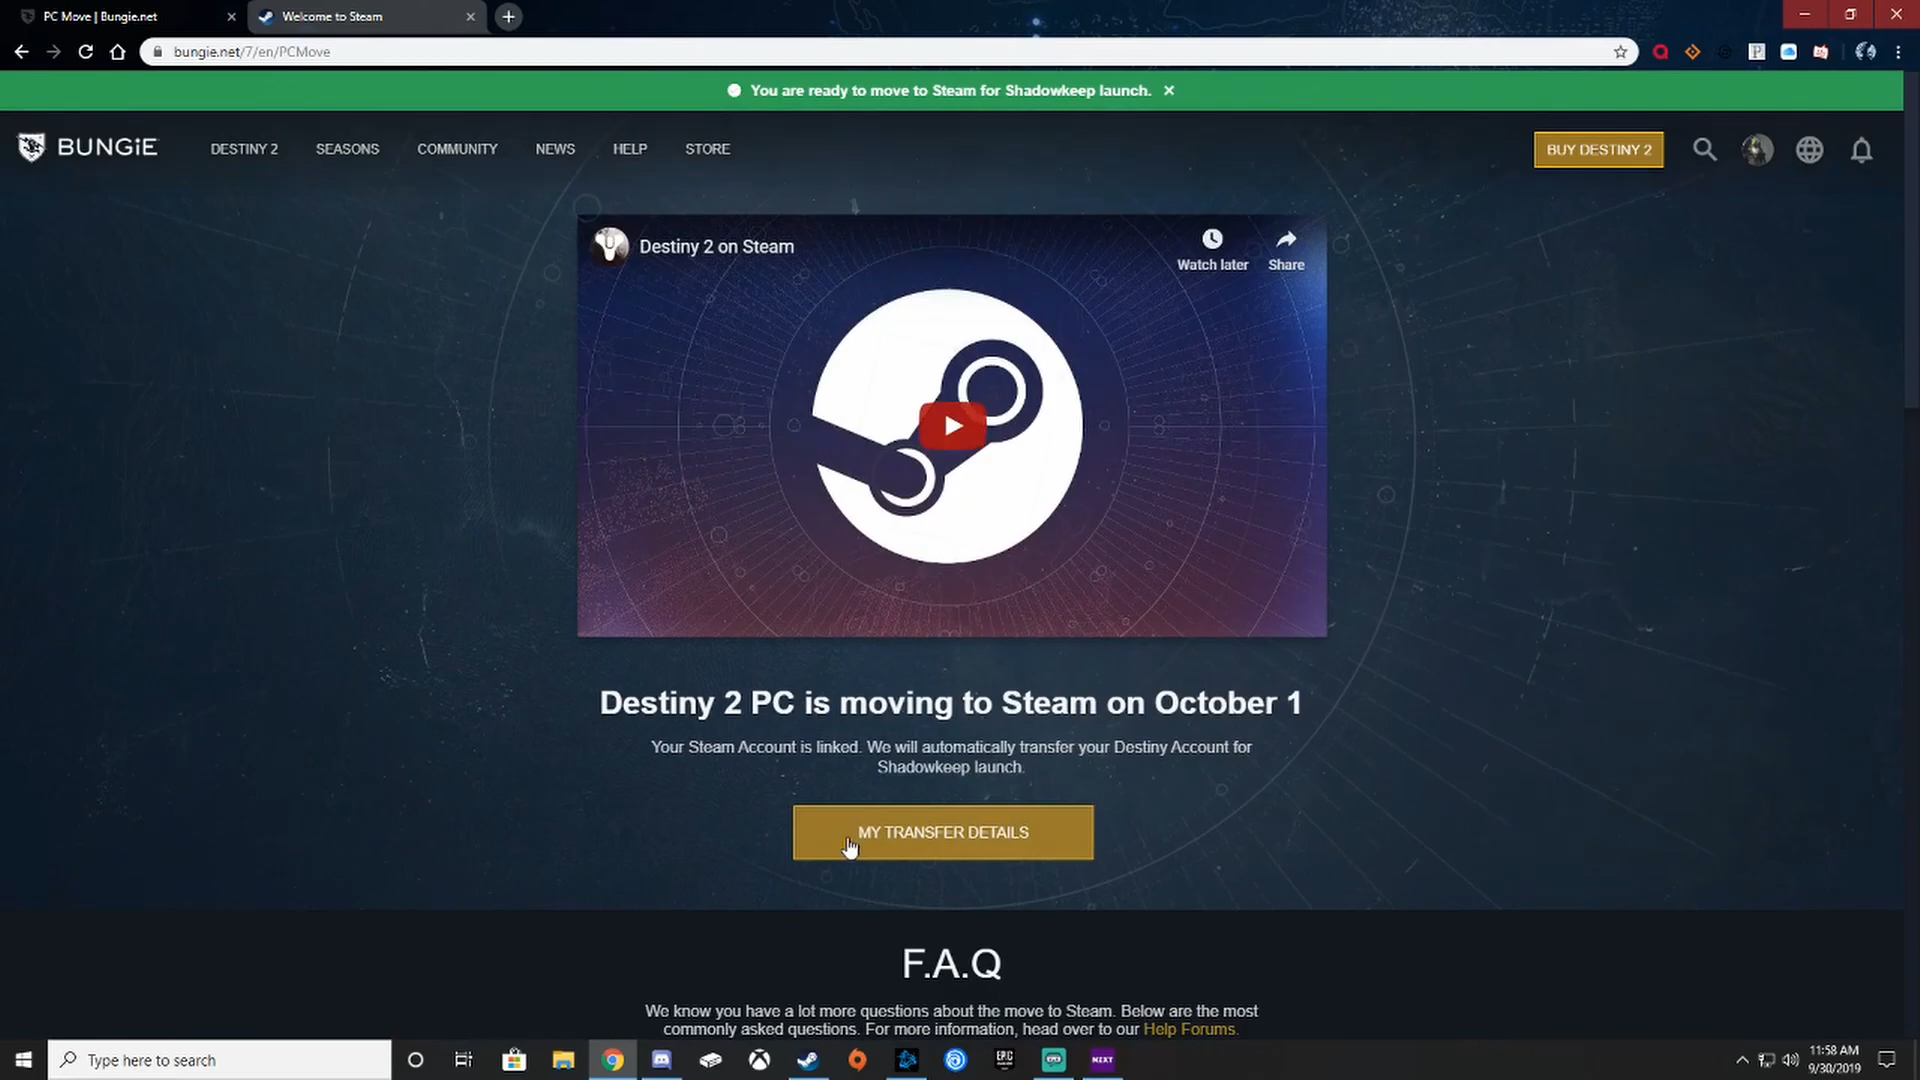 PC Move | Bungie.net
Welcome to Steam
bungie.net/7/en/PCMove
You are ready to move to Steam for Shadowkeep launch.
BUNGiE
DESTINY 2
SEASONS
COMMUNITY
NEWS
HELP
STORE
BUY DESTINY 2
Destiny 2 on Steam
Watch later
Share
Destiny 2 PC is moving to Steam on October 1
Your Steam Account is linked. We will automatically transfer your Destiny Account for
Shadowkeep launch.
MY TRANSFER DETAILS
F.A.Q
We know you have a lot more questions about the move to Steam. Below are the most
commonly asked questions. For more information, head over to our Help Forums.
Type here to search
EPIC
NEXT
11:58 AM
9/30/2019